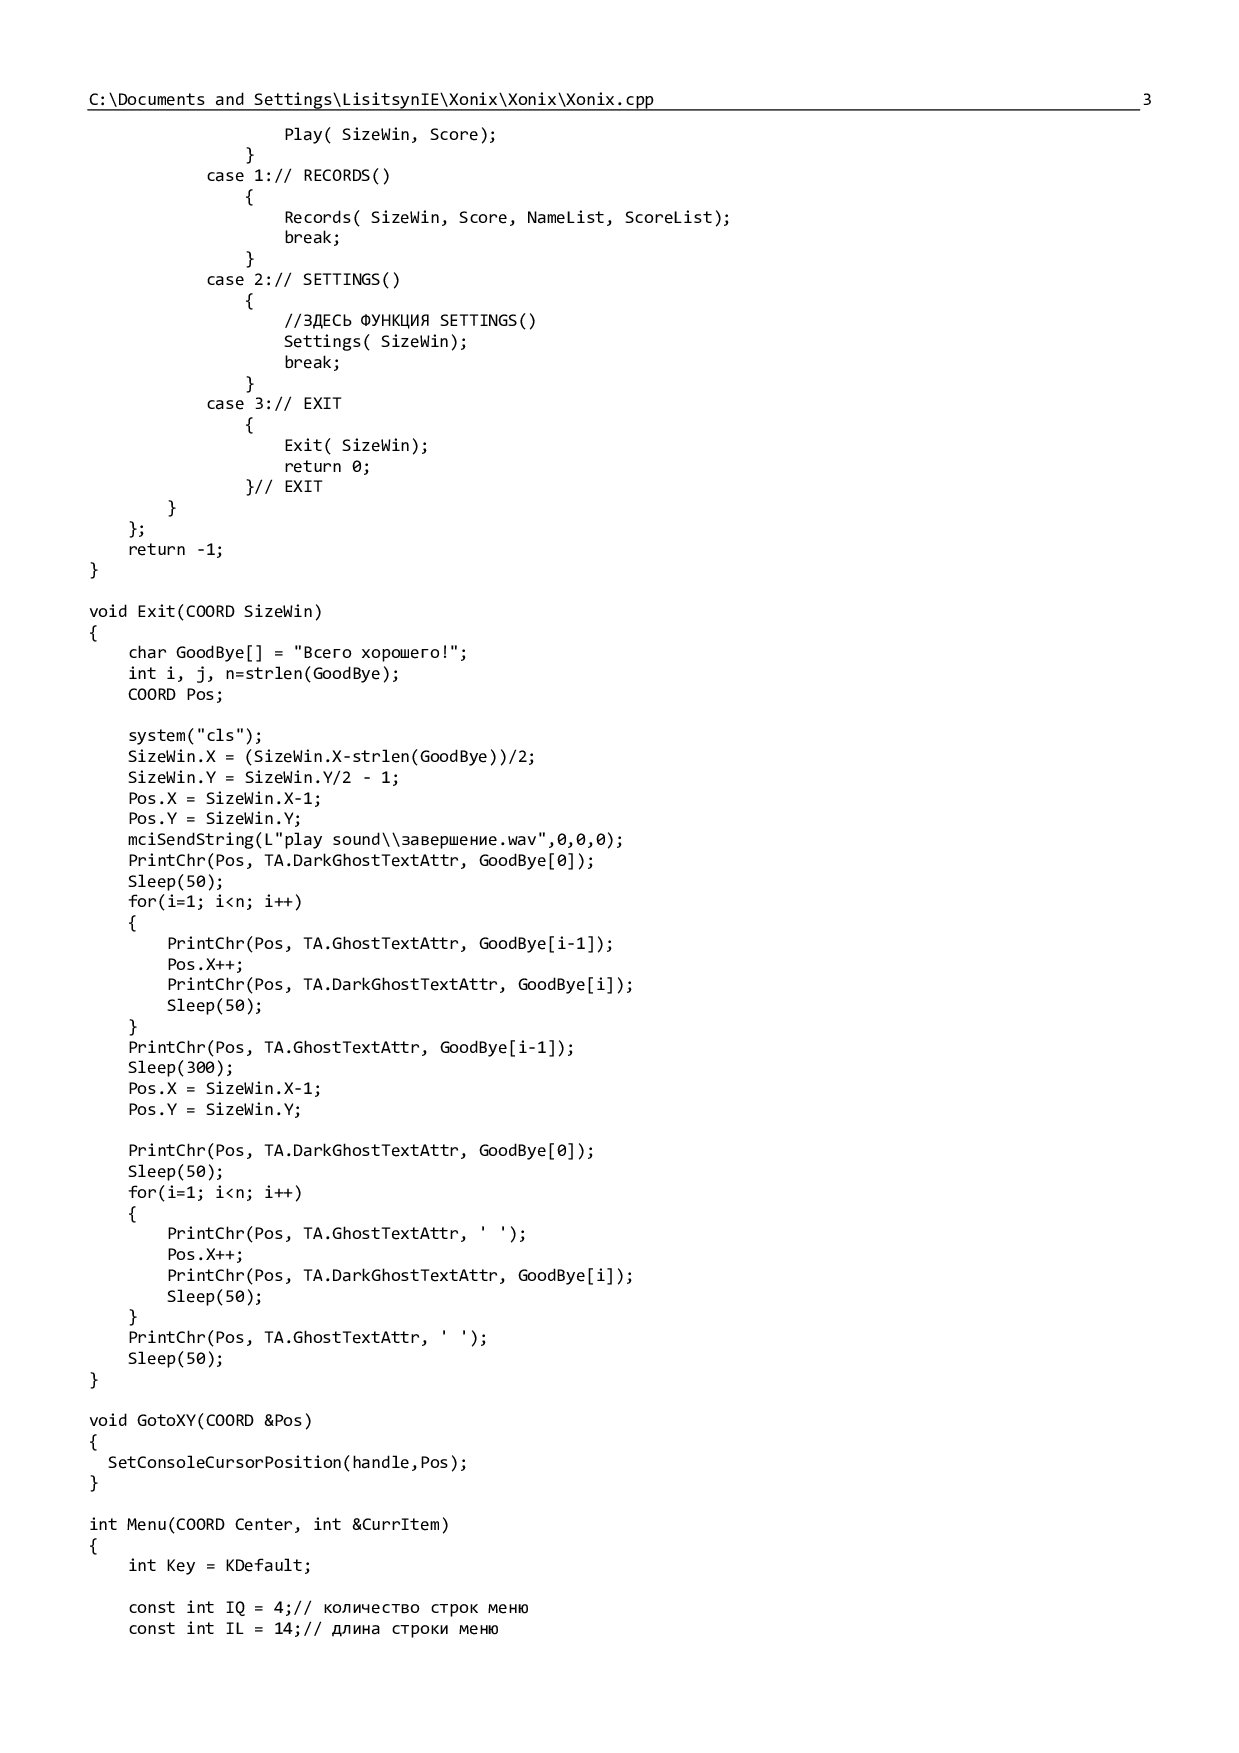 C:\Documents and Settings\LisitsynIE\Xonix\Xonix\Xonix.cpp 3
Play( SizeWin, Score);
}
case 1:// RECORDS()
{
Records( SizeWin, Score, NameList, ScoreList);
break;
}
case 2:// SETTINGS()
{
//ЗДЕСЬ ФУНКЦИЯ SETTINGS()
Settings( SizeWin);
break;
}
case 3:// EXIT
{
Exit( SizeWin);
return 0;
}// EXIT
}
};
return -1;
}
void Exit(COORD SizeWin)
{
char GoodBye[] = "Всего хорошего!";
int i, j, n=strlen(GoodBye);
COORD Pos;
system("cls");
SizeWin.X = (SizeWin.X-strlen(GoodBye))/2;
SizeWin.Y = SizeWin.Y/2 - 1;
Pos.X = SizeWin.X-1;
Pos.Y = SizeWin.Y;
mciSendString(L"play sound\\завершение.wav",0,0,0);
PrintChr(Pos, TA.DarkGhostTextAttr, GoodBye[0]);
Sleep(50);
for(i=1; i<n; i++)
{
PrintChr(Pos, TA.GhostTextAttr, GoodBye[i-1]);
Pos.X++;
PrintChr(Pos, TA.DarkGhostTextAttr, GoodBye[i]);
Sleep(50);
}
PrintChr(Pos, TA.GhostTextAttr, GoodBye[i-1]);
Sleep(300);
Pos.X = SizeWin.X-1;
Pos.Y = SizeWin.Y;
PrintChr(Pos, TA.DarkGhostTextAttr, GoodBye[0]);
Sleep(50);
for(i=1; i<n; i++)
{
PrintChr(Pos, TA.GhostTextAttr, ' ');
Pos.X++;
PrintChr(Pos, TA.DarkGhostTextAttr, GoodBye[i]);
Sleep(50);
}
PrintChr(Pos, TA.GhostTextAttr, ' ');
Sleep(50);
}
void GotoXY(COORD &Pos)
{
SetConsoleCursorPosition(handle,Pos);
}
int Menu(COORD Center, int &CurrItem)
{
int Key = KDefault;
const int IQ = 4;// количество строк меню
const int IL = 14;// длина строки меню